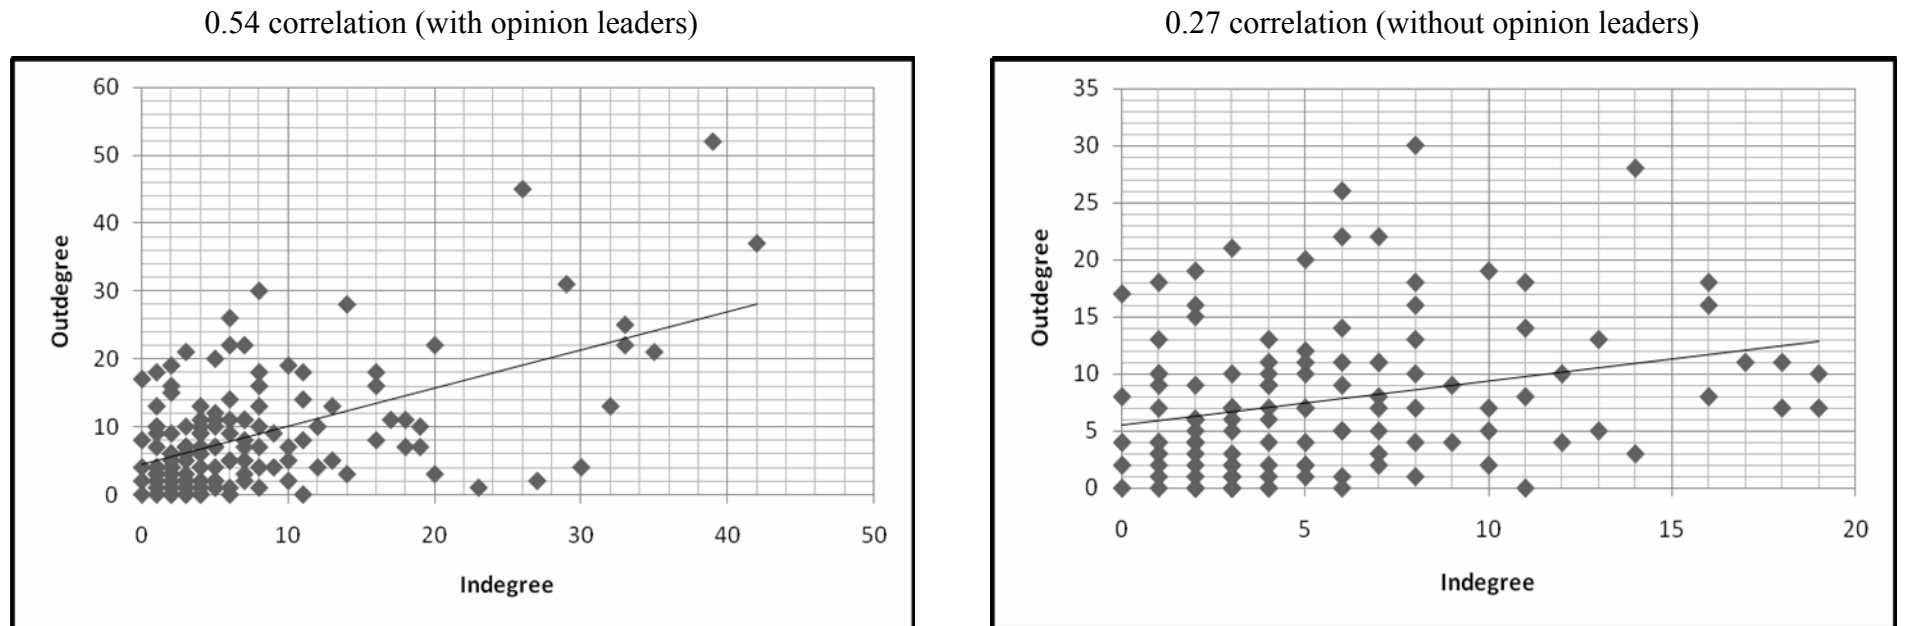 0.54 correlation (with opinion leaders)
60
50
40
30
20
10
0
Outdegree
0 10 20 30 40 50
Indegree
0.27 correlation (without opinion leaders)
35
30
25
20
15
10
5
0
Outdegree
0 5 10 15 20
Indegree